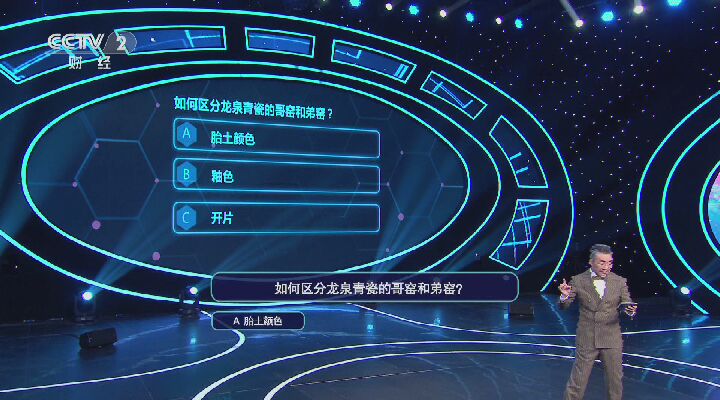 CCTV 2
财 经
如何区分龙泉青瓷的哥窑和弟窑？
A 胎土颜色
B 釉色
C 开片
如何区分龙泉青瓷的哥窑和弟窑?
A 胎土颜色